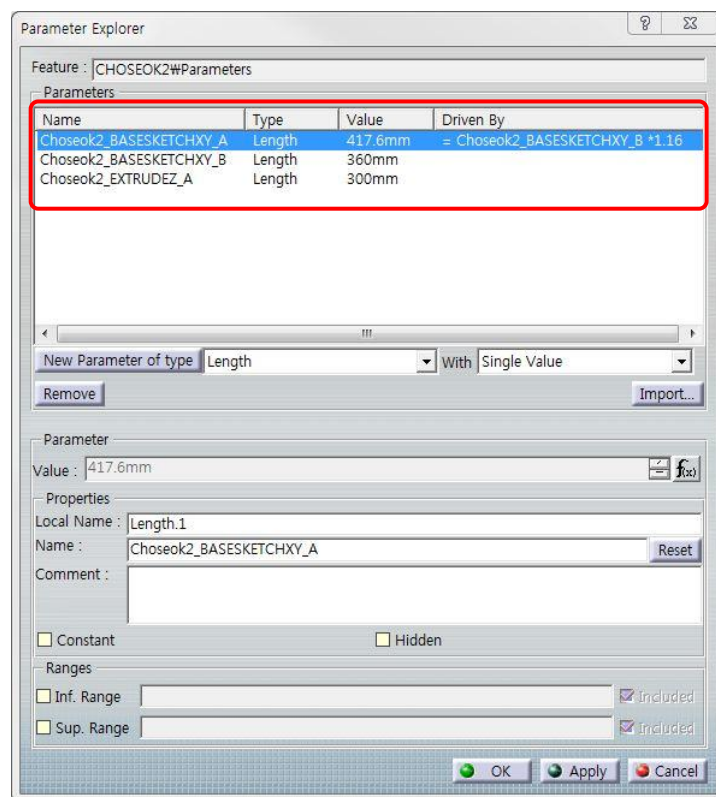 Parameter Explorer
Feature : CHOSEOK2₩Parameters
Parameters
Name Type Value Driven By
Choseok2_BASESKETCHXY_A Length 417.6mm = Choseok2_BASESKETCHXY_B *1.16
Choseok2_BASESKETCHXY_B Length 360mm
Choseok2_EXTRUDEZ_A Length 300mm
New Parameter of type Length With Single Value
Remove Import...
Parameter
Value : 417.6mm f(x)
Properties
Local Name : Length.1
Name : Choseok2_BASESKETCHXY_A Reset
Comment :
Constant Hidden
Ranges
Inf. Range Included
Sup. Range Included
OK Apply Cancel